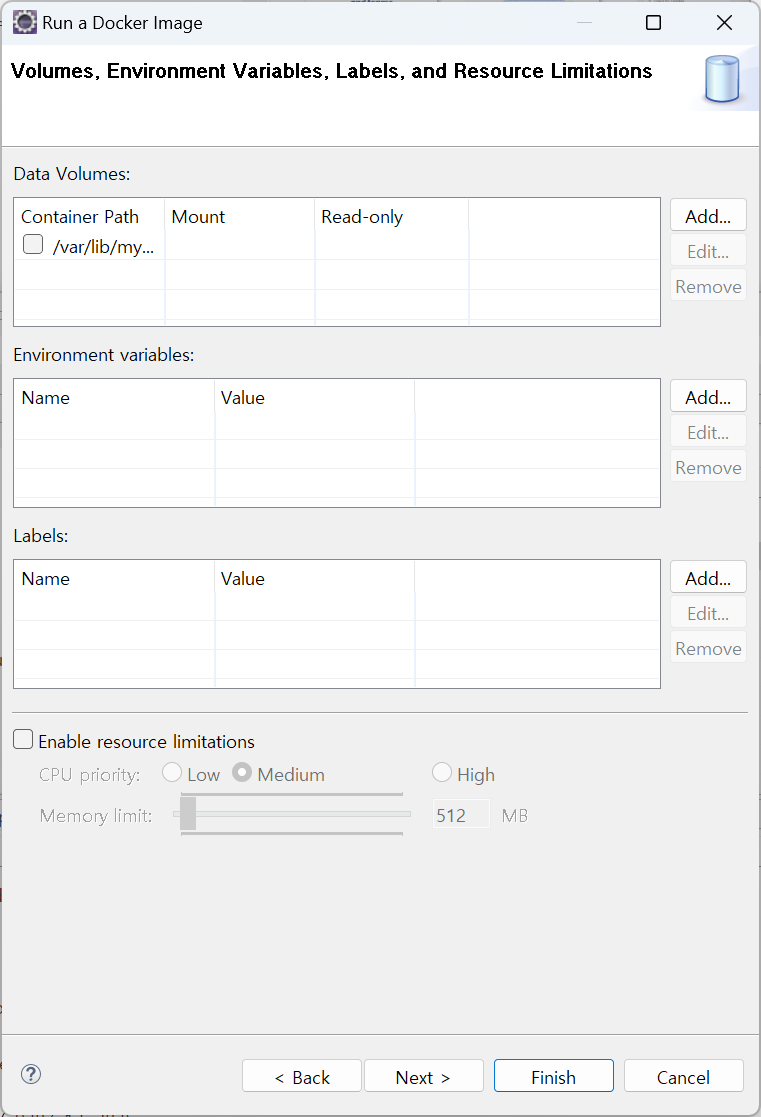 Run a Docker Image
Volumes, Environment Variables, Labels, and Resource Limitations
Data Volumes:
Container Path Mount Read-only
/var/lib/my...
Add...
Edit...
Remove
Environment variables:
Name Value
Add...
Edit...
Remove
Labels:
Name Value
Add...
Edit...
Remove
Enable resource limitations
CPU priority: Low Medium High
Memory limit: 512 MB
? < Back Next > Finish Cancel